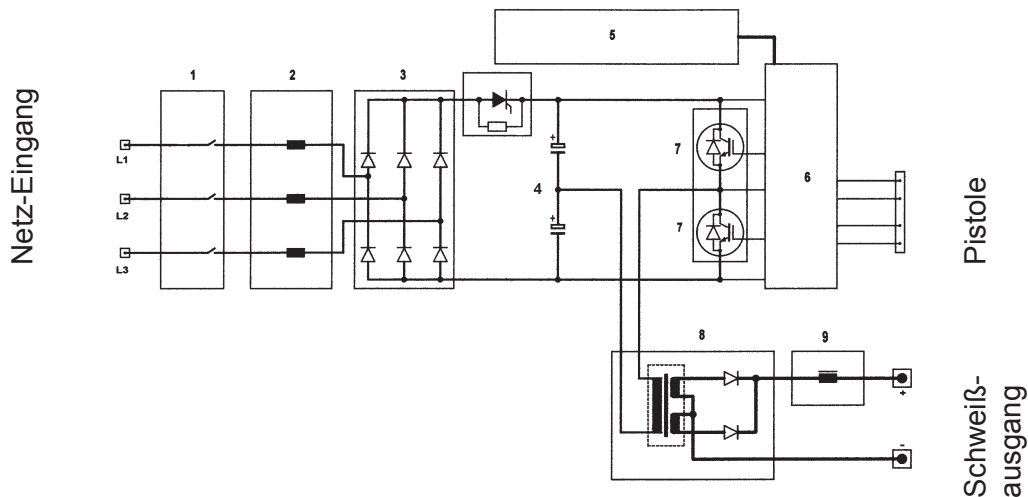 5
1
2
3
Netz-Eingang
L1
L2
L3
+
4
+
7
7
6
Pistole
8
9
+
-
Schweiß-
ausgang